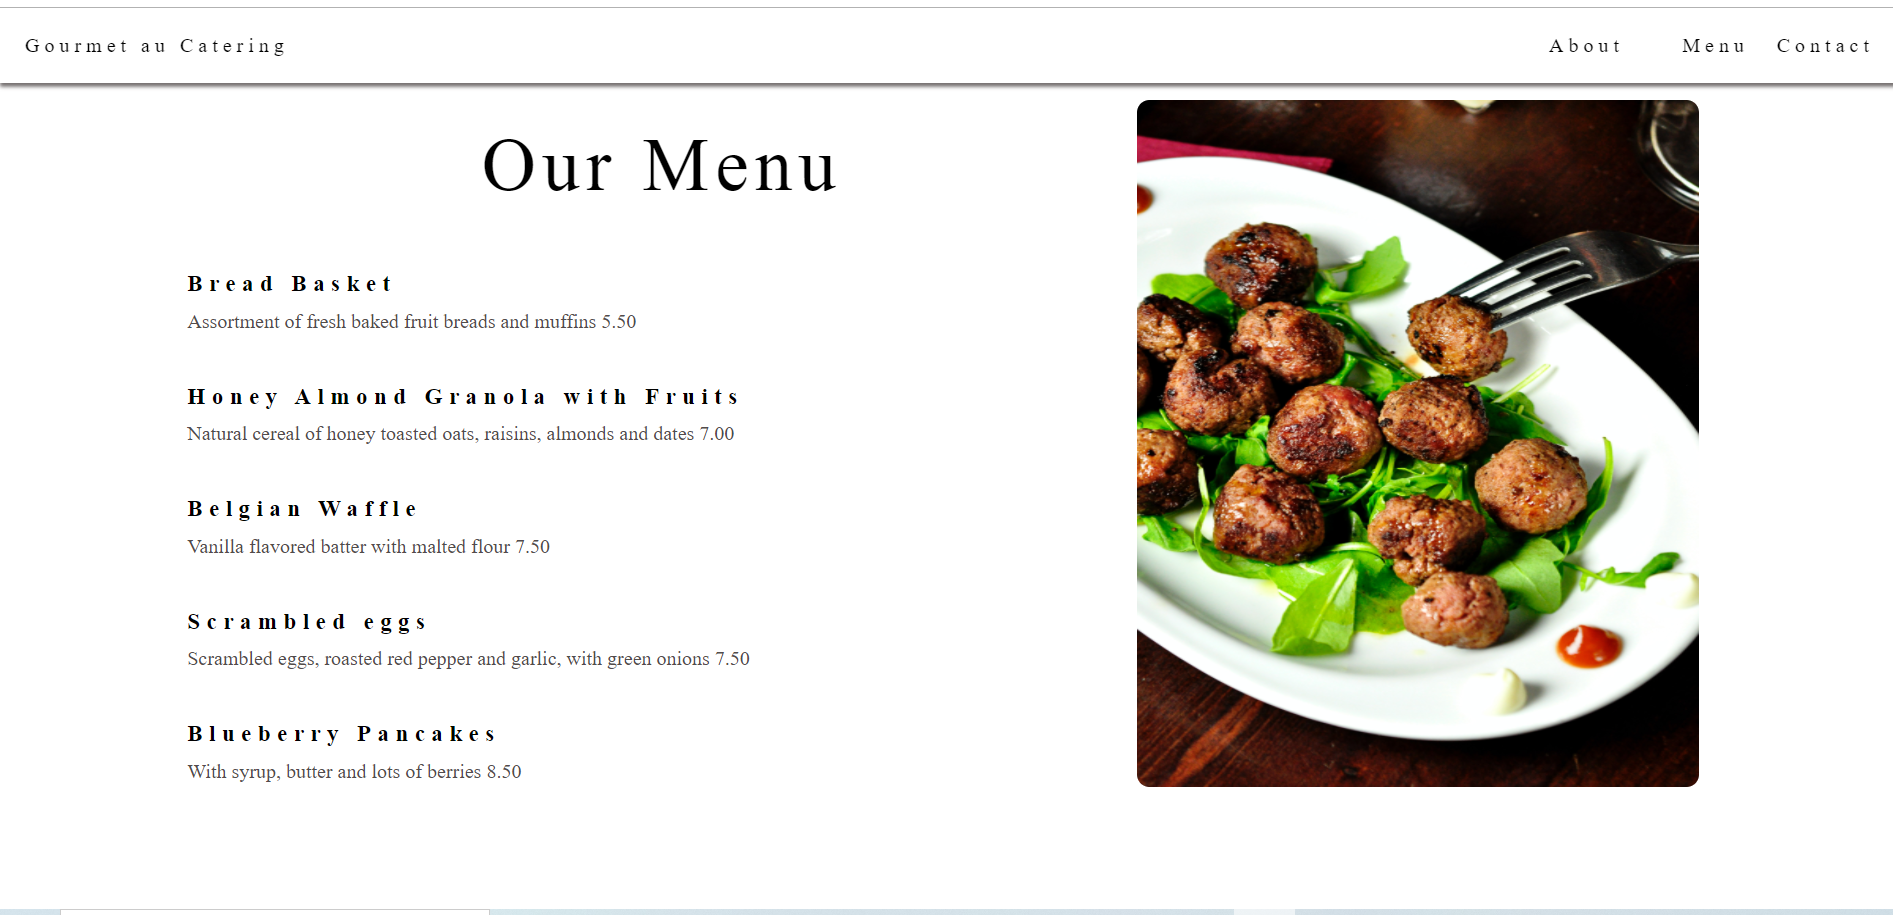 Gourmet au Catering
About Menu Contact
Our Menu
Bread Basket
Assortment of fresh baked fruit breads and muffins 5.50
Honey Almond Granola with Fruits
Natural cereal of honey toasted oats, raisins, almonds and dates 7.00
Belgian Waffle
Vanilla flavored batter with malted flour 7.50
Scrambled eggs
Scrambled eggs, roasted red pepper and garlic, with green onions 7.50
Blueberry Pancakes
With syrup, butter and lots of berries 8.50